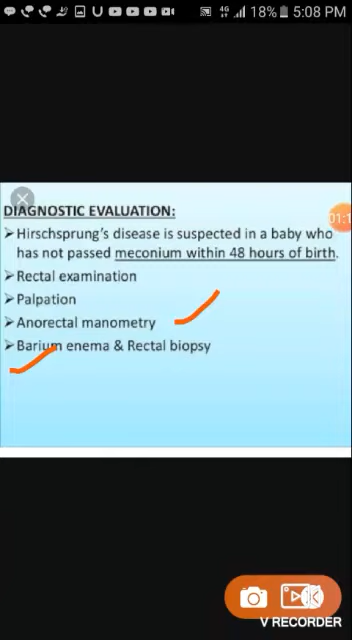 4G
18% 5:08 PM
DIAGNOSTIC EVALUATION:
➤Hirschsprung's disease is suspected in a baby who
has not passed meconium within 48 hours of birth.
➤Rectal examination
➤Palpation
➤Anorectal manometry
➤Barium enema & Rectal biopsy
V RECORDER